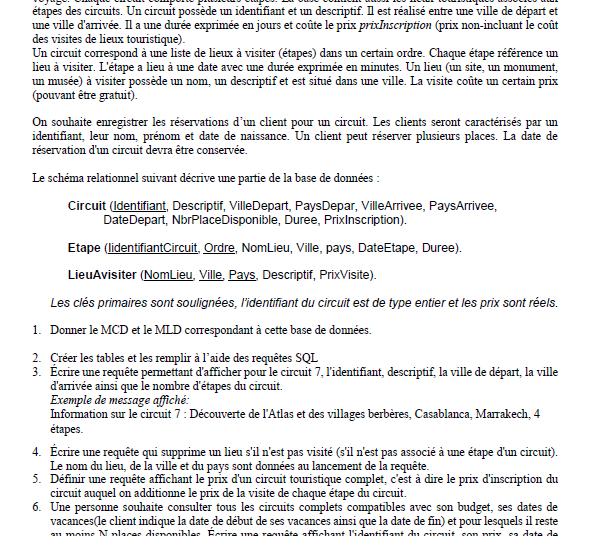 voyage. Chaque circuit comporte plusieurs étapes. La base contient aussi les lieux touristiques associés aux
étapes des circuits. Un circuit possède un identifiant et un descriptif. Il est réalisé entre une ville de départ et
une ville d'arrivée. Il a une durée exprimée en jours et coûte le prix prixInscription (prix non-incluant le coût
des visites de lieux touristique).
Un circuit correspond à une liste de lieux à visiter (étapes) dans un certain ordre. Chaque étape référence un
lieu à visiter. L'étape a lieu à une date avec une durée exprimée en minutes. Un lieu (un site, un monument,
un musée) à visiter possède un nom, un descriptif et est situé dans une ville. La visite coûte un certain prix
(pouvant être gratuit).
On souhaite enregistrer les réservations d'un client pour un circuit. Les clients seront caractérisés par un
identifiant, leur nom, prénom et date de naissance. Un client peut réserver plusieurs places. La date de
réservation d'un circuit devra être conservée.
Le schéma relationnel suivant décrive une partie de la base de données :
Circuit (Identifiant, Descriptif, VilleDepart, PaysDepar, VilleArrivee, PaysArrivee,
DateDepart, NbrPlaceDisponible, Duree, PrixInscription).
Etape (IidentifiantCircuit, Ordre, NomLieu, Ville, pays, DateEtape, Duree).
LieuAvisiter (NomLieu, Ville, Pays, Descriptif, PrixVisite).
Les clés primaires sont soulignées, l'identifiant du circuit est de type entier et les prix sont réels.
1. Donner le MCD et le MLD correspondant à cette base de données.
2. Créer les tables et les remplir à l'aide des requêtes SQL
3. Écrire une requête permettant d'afficher pour le circuit 7, l'identifiant, descriptif, la ville de départ, la ville
d'arrivée ainsi que le nombre d'étapes du circuit.
Exemple de message affiché:
Information sur le circuit 7 : Découverte de l'Atlas et des villages berbères, Casablanca, Marrakech, 4
étapes.
4. Écrire une requête qui supprime un lieu s'il n'est pas visité (s'il n'est pas associé à une étape d'un circuit).
Le nom du lieu, de la ville et du pays sont données au lancement de la requête.
5. Définir une requête affichant le prix d'un circuit touristique complet, c'est à dire le prix d'inscription du
circuit auquel on additionne le prix de la visite de chaque étape du circuit.
6. Une personne souhaite consulter tous les circuits complets compatibles avec son budget, ses dates de
vacances(le client indique la date de début de ses vacances ainsi que la date de fin) et pour lesquels il reste
au moins N places disponibles. Écrire une requête affichant l'identifiant du circuit, son prix, sa date de